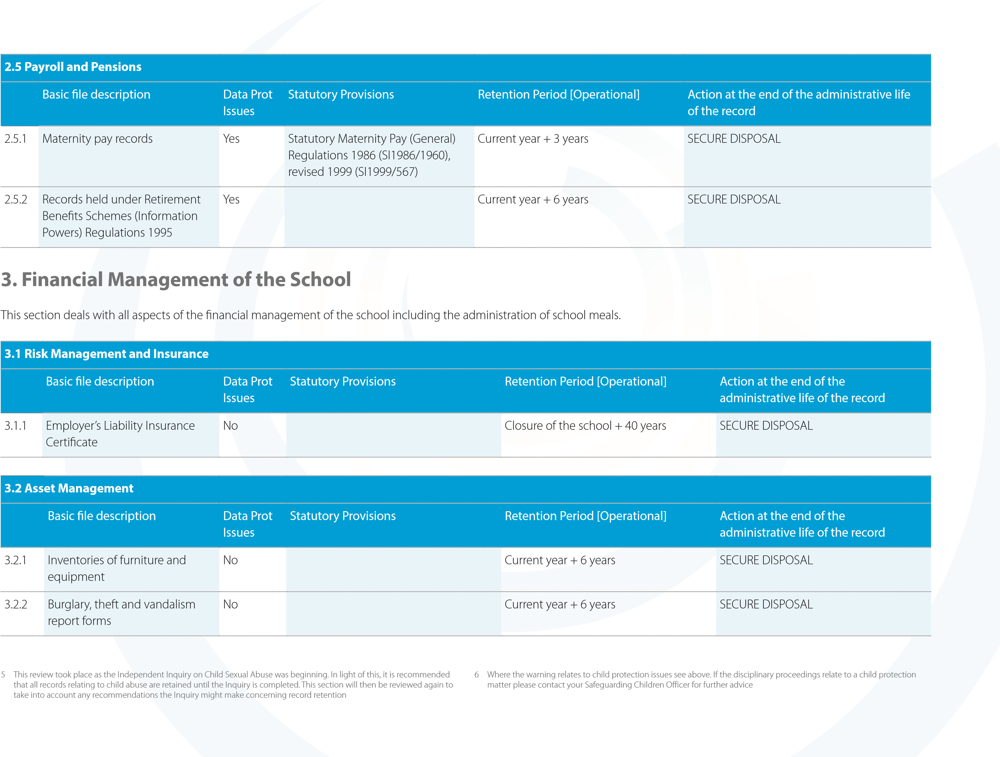 2.5 Payroll and Pensions
Basic file description Data Prot Issues Statutory Provisions Retention Period [Operational] Action at the end of the administrative life of the record
2.5.1 Maternity pay records Yes Statutory Maternity Pay (General) Regulations 1986 (SI1986/1960), revised 1999 (SI1999/567) Current year + 3 years SECURE DISPOSAL
2.5.2 Records held under Retirement Benefits Schemes (Information Powers) Regulations 1995 Yes Current year + 6 years SECURE DISPOSAL
3. Financial Management of the School
This section deals with all aspects of the financial management of the school including the administration of school meals.
3.1 Risk Management and Insurance
Basic file description Data Prot Issues Statutory Provisions Retention Period [Operational] Action at the end of the administrative life of the record
3.1.1 Employer’s Liability Insurance Certificate No Closure of the school + 40 years SECURE DISPOSAL
3.2 Asset Management
Basic file description Data Prot Issues Statutory Provisions Retention Period [Operational] Action at the end of the administrative life of the record
3.2.1 Inventories of furniture and equipment No Current year + 6 years SECURE DISPOSAL
3.2.2 Burglary, theft and vandalism report forms No Current year + 6 years SECURE DISPOSAL
5 This review took place as the Independent Inquiry on Child Sexual Abuse was beginning. In light of this, it is recommended
that all records relating to child abuse are retained until the Inquiry is completed. This section will then be reviewed again to
take into account any recommendations the Inquiry might make concerning record retention
6 Where the warning relates to child protection issues see above. If the disciplinary proceedings relate to a child protection
matter please contact your Safeguarding Children Officer for further advice